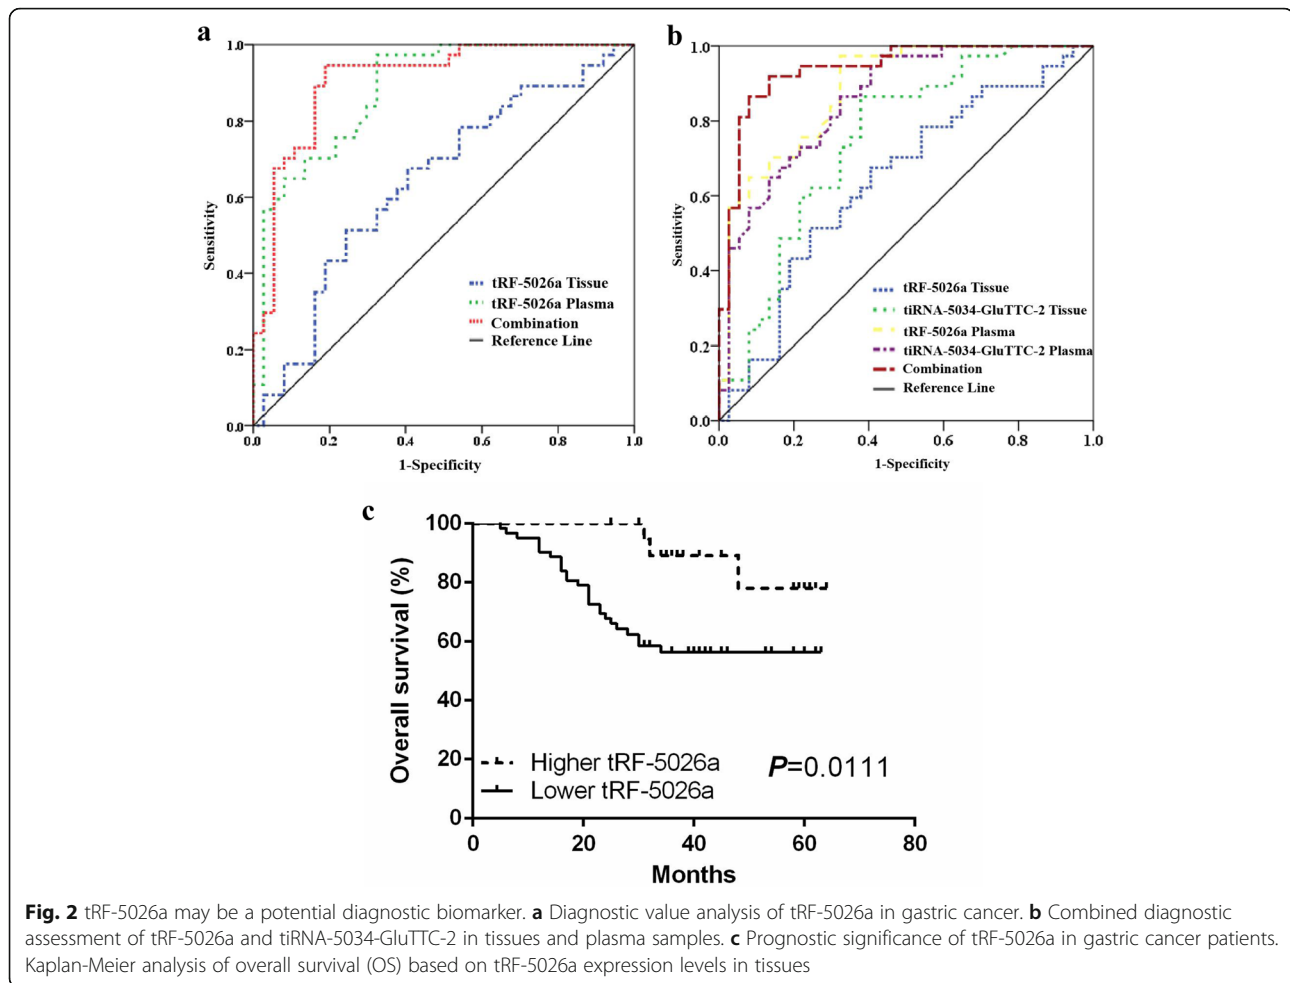 a
1.0
0.8
0.6
0.4
0.2
0.0
Sensitivity
tRF-5026a Tissue
tRF-5026a Plasma
Combination
Reference Line
0.0 0.2 0.4 0.6 0.8 1.0
1-Specificity
b
1.0
0.8
0.6
0.4
0.2
0.0
Sensitivity
tRF-5026a Tissue
tiRNA-5034-GluTTC-2 Tissue
tRF-5026a Plasma
tiRNA-5034-GluTTC-2 Plasma
Combination
Reference Line
0.0 0.2 0.4 0.6 0.8 1.0
1-Specificity
c
100
80
60
40
20
0
Overall survival (%)
Higher tRF-5026a
Lower tRF-5026a
P=0.0111
0 20 40 60 80
Months
Fig. 2 tRF-5026a may be a potential diagnostic biomarker. a Diagnostic value analysis of tRF-5026a in gastric cancer. b Combined diagnostic
assessment of tRF-5026a and tiRNA-5034-GluTTC-2 in tissues and plasma samples. c Prognostic significance of tRF-5026a in gastric cancer patients.
Kaplan-Meier analysis of overall survival (OS) based on tRF-5026a expression levels in tissues